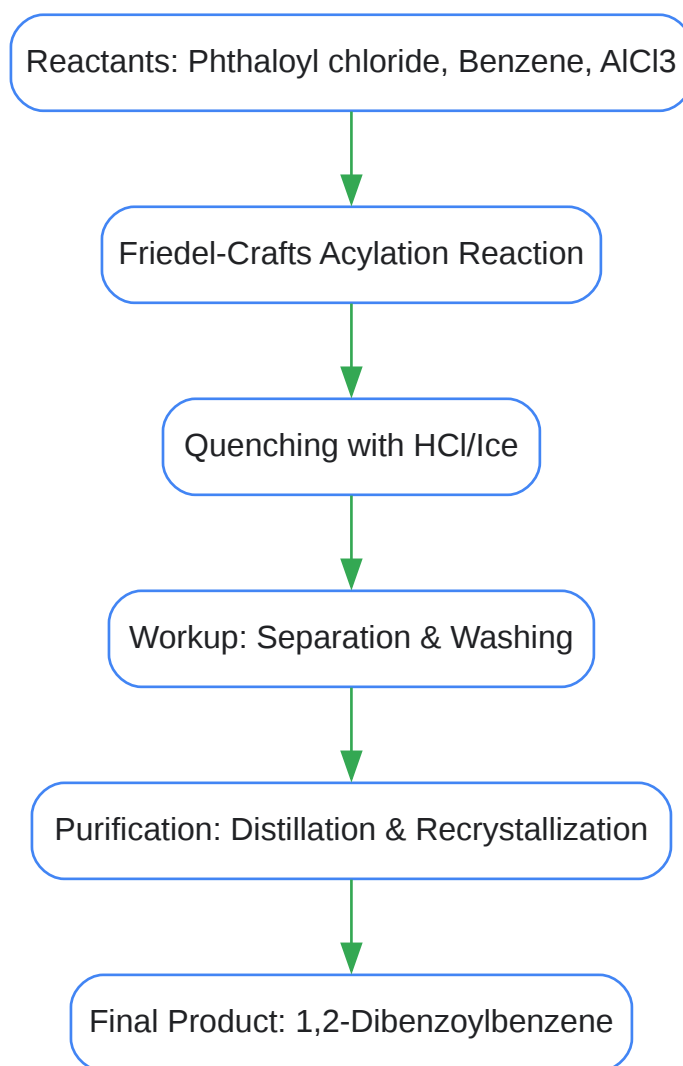 Reactants: Phthaloyl chloride, Benzene, AlCl3
Friedel-Crafts Acylation Reaction
Quenching with HCl/Ice
Workup: Separation & Washing
Purification: Distillation & Recrystallization
Final Product: 1,2-Dibenzoylbenzene